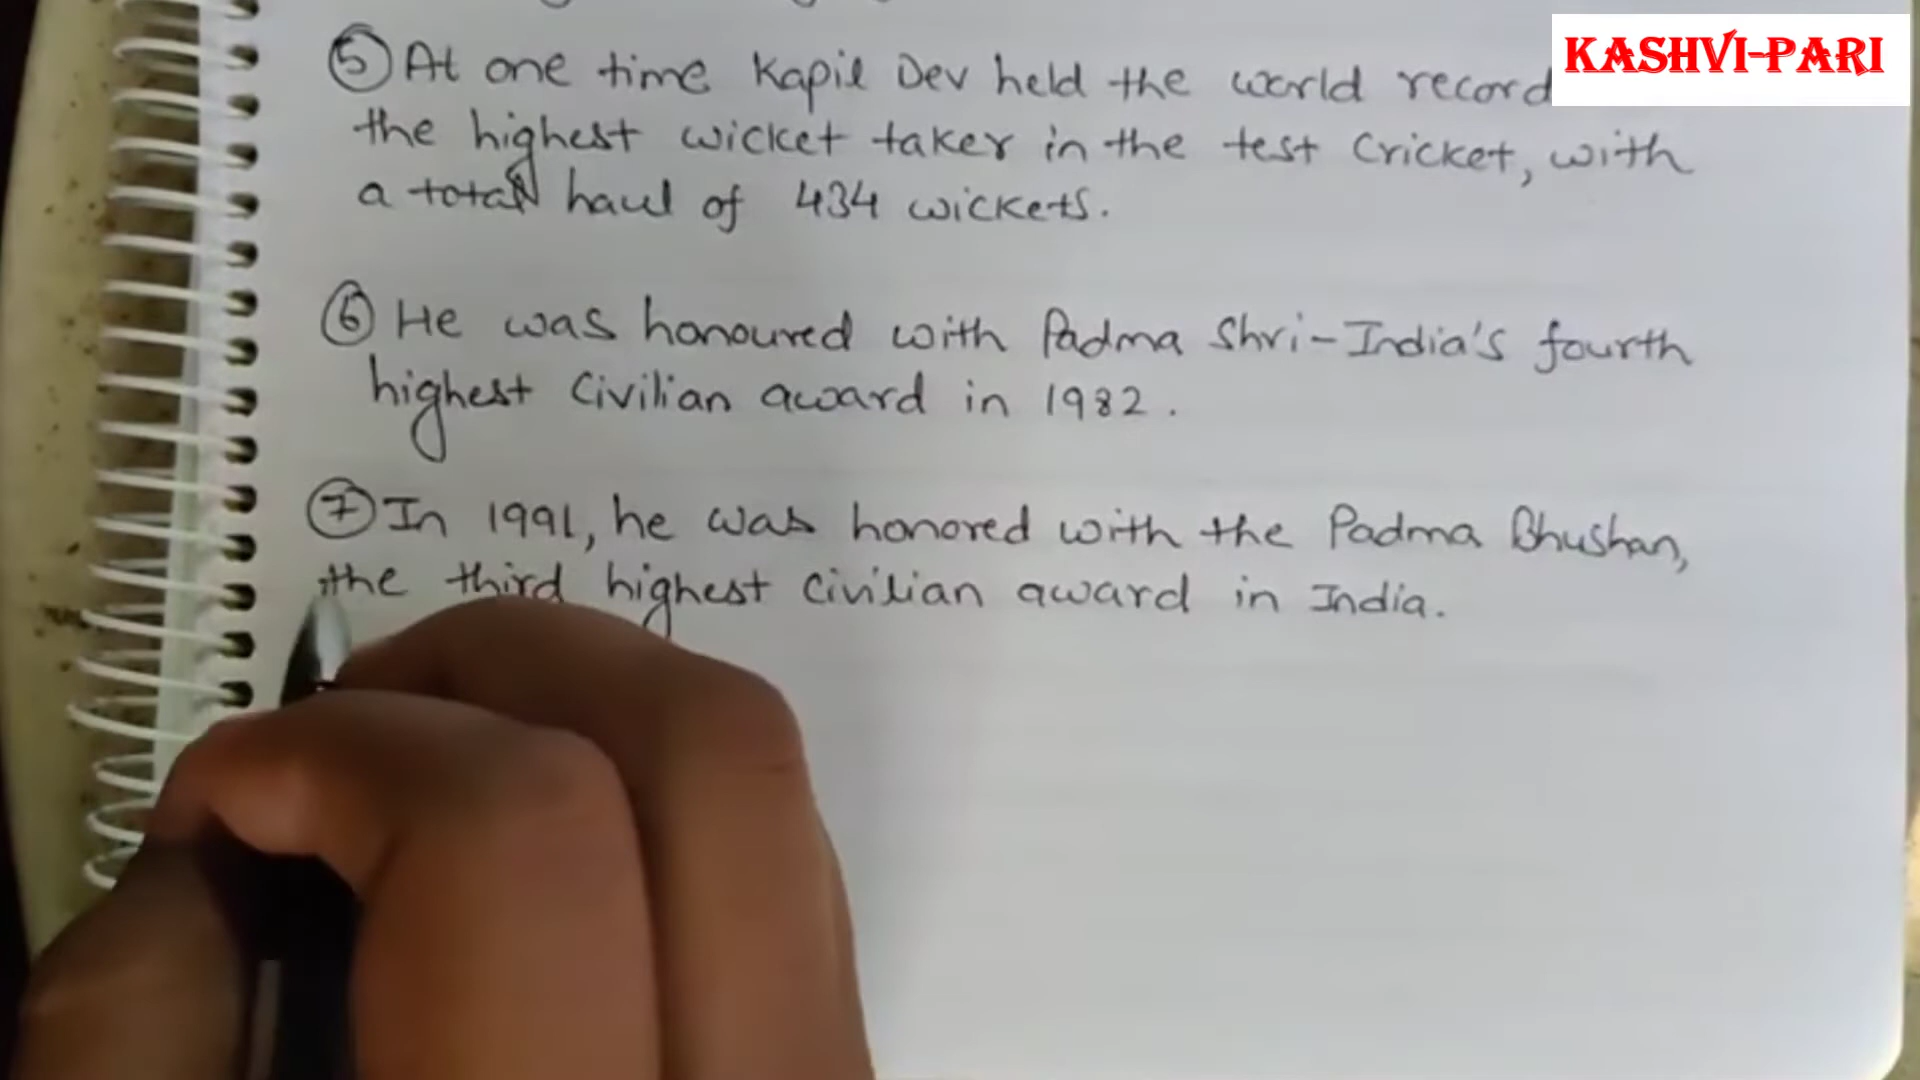 KASHVI-PARI
5 At one time Kapil Dev held the world record
the highest wicket taker in the test Cricket, with
a total haul of 434 wickets.
6 He was honoured with Padma Shri-India's fourth
highest Civilian award in 1982.
7 In 1991, he was honored with the Padma Bhushan,
the third highest Civilian award in India.